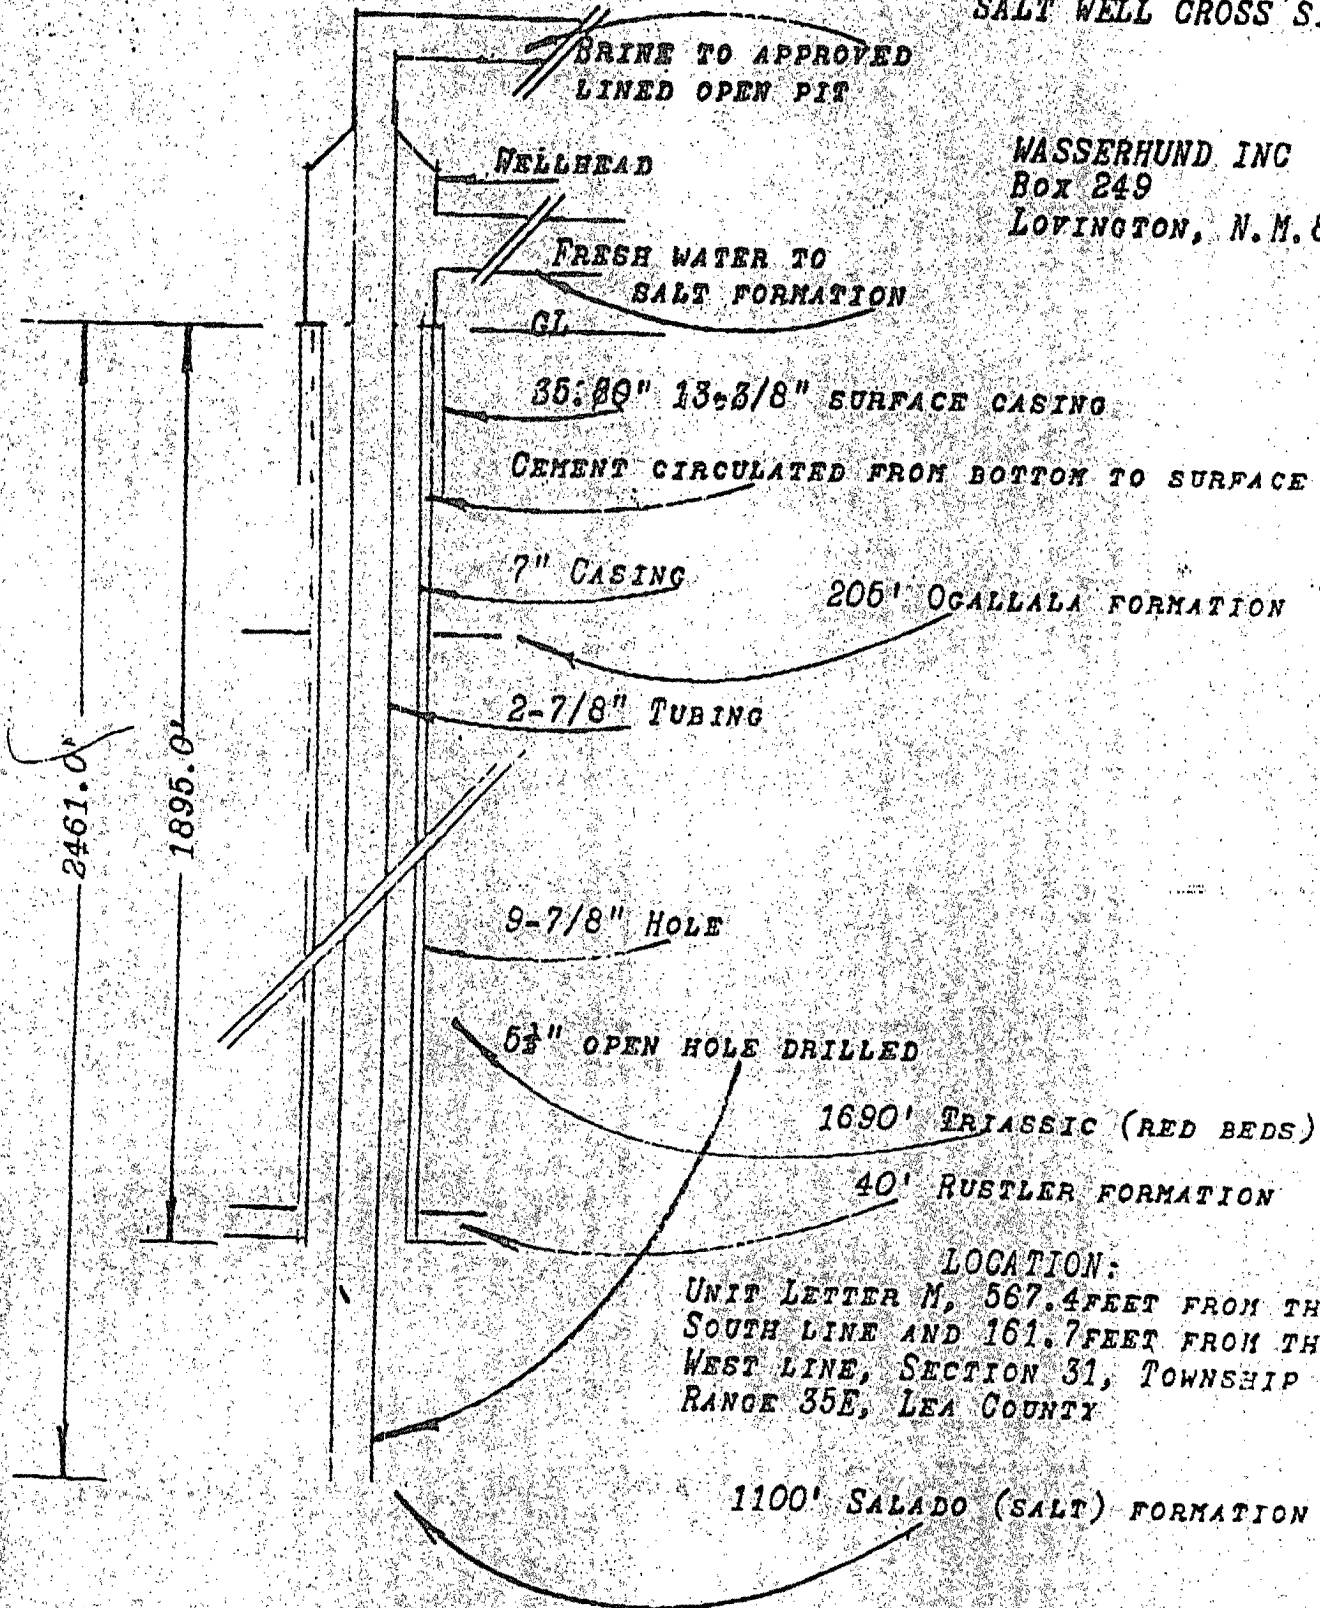 SALT WELL CROSS S
BRINE TO APPROVED
LINED OPEN PIT
WASSERHUND INC
BOX 249
LOVINGTON, N.M.
WELLHEAD
FRESH WATER TO
SALT FORMATION
GL
13-3/8" SURFACE CASING
CEMENT CIRCULATED FROM BOTTOM TO SURFACE
7" CASING
205' OGALLALA FORMATION
2-7/8" TUBING
2461.0'
1895.0'
9-7/8" HOLE
OPEN HOLE DRILLED
1690' TRIASSIC (RED BEDS)
40' RUSTLER FORMATION
LOCATION:
UNIT LETTER M, 567.4FEET FROM TH
SOUTH LINE AND 161.7FEET FROM TH
WEST LINE, SECTION 31, TOWNSHIP
RANGE 35E, LEA COUNTY
1100' SALADO (SALT) FORMATION